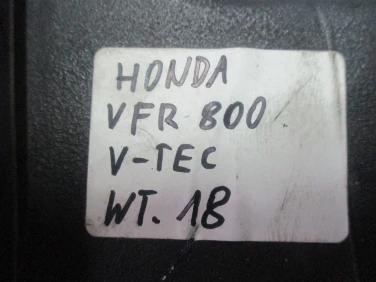 HONDA
VFR 800
V-TEC
WT. 18